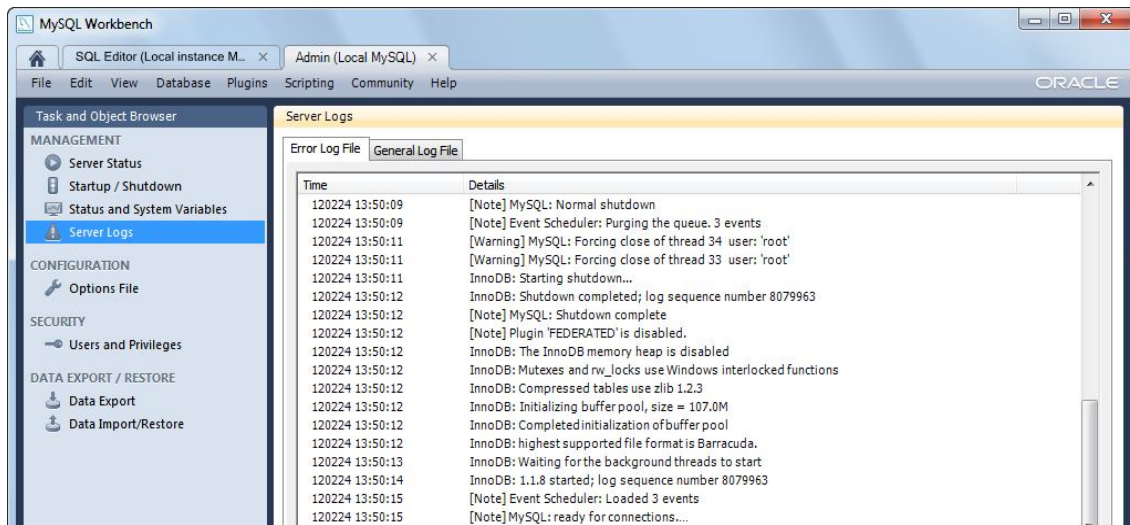 MySQL Workbench
SQL Editor (Local instance M... ×
Admin (Local MySQL) ×
File Edit View Database Plugins Scripting Community Help
ORACLE
Task and Object Browser
MANAGEMENT
Server Status
Startup / Shutdown
Status and System Variables
Server Logs
CONFIGURATION
Options File
SECURITY
Users and Privileges
DATA EXPORT / RESTORE
Data Export
Data Import/Restore
Server Logs
Error Log File General Log File
Time Details
120224 13:50:09 [Note] MySQL: Normal shutdown
120224 13:50:09 [Note] Event Scheduler: Purging the queue. 3 events
120224 13:50:11 [Warning] MySQL: Forcing close of thread 34 user: 'root'
120224 13:50:11 [Warning] MySQL: Forcing close of thread 33 user: 'root'
120224 13:50:11 InnoDB: Starting shutdown...
120224 13:50:12 InnoDB: Shutdown completed; log sequence number 8079963
120224 13:50:12 [Note] MySQL: Shutdown complete
120224 13:50:12 [Note] Plugin 'FEDERATED' is disabled.
120224 13:50:12 InnoDB: The InnoDB memory heap is disabled
120224 13:50:12 InnoDB: Mutexes and rw_locks use Windows interlocked functions
120224 13:50:12 InnoDB: Compressed tables use zlib 1.2.3
120224 13:50:12 InnoDB: Initializing buffer pool, size = 107.0M
120224 13:50:12 InnoDB: Completed initialization of buffer pool
120224 13:50:12 InnoDB: highest supported file format is Barracuda.
120224 13:50:13 InnoDB: Waiting for the background threads to start
120224 13:50:14 InnoDB: 1.1.8 started; log sequence number 8079963
120224 13:50:15 [Note] Event Scheduler: Loaded 3 events
120224 13:50:15 [Note] MySQL: ready for connections....